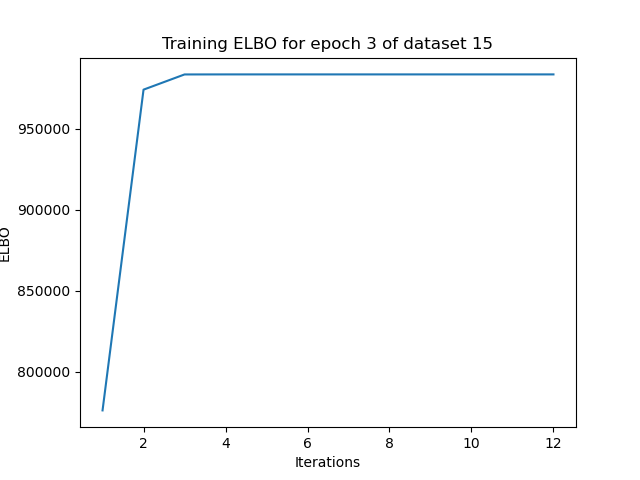 Training ELBO for epoch 3 of dataset 15
ELBO
950000
900000
850000
800000
2 4 6 8 10 12
Iterations